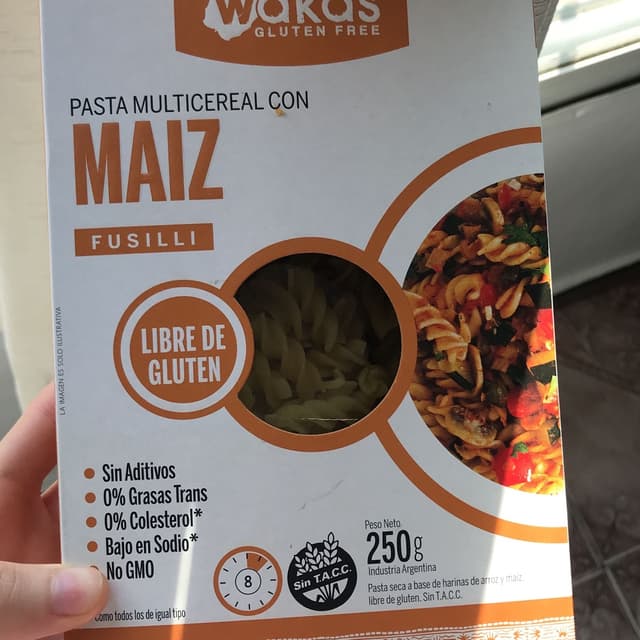 Wakas
GLUTEN FREE
PASTA MULTICEREAL CON
MAIZ
FUSILLI
LIBRE DE
GLUTEN
LA IMAGEN ES SOLO ILUSTRATIVA
Sin Aditivos
0% Grasas Trans
0% Colesterol*
Bajo en Sodio*
No GMO
*Como todos los de igual tipo
8
Sin T.A.C.C.
Peso Neto
250g
Industria Argentina
Pasta seca a base de harinas de arroz y maíz
libre de gluten. Sin T.A.C.C.